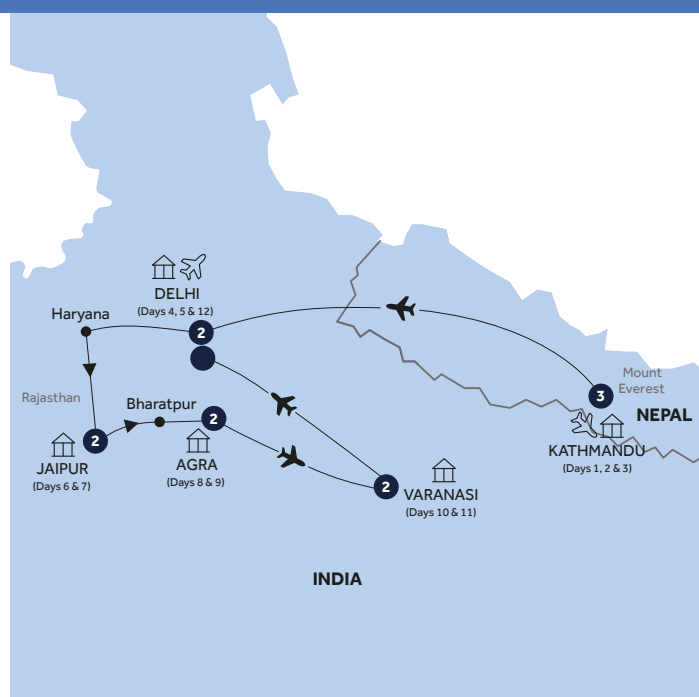 DELHI
(Days 4, 5 & 12)
2
Haryana
Rajasthan
Bharatpur
2
JAIPUR
(Days 6 & 7)
2
AGRA
(Days 8 & 9)
2
VARANASI
(Days 10 & 11)
Mount
Everest
3
NEPAL
KATHMANDU
(Days 1, 2 & 3)
INDIA